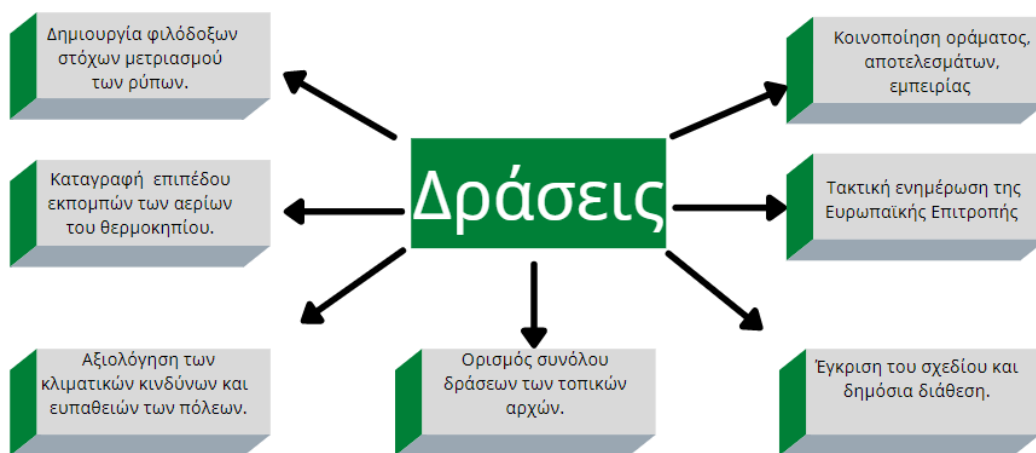 Δημιουργία φιλόδοξων
στόχων μετριασμού
των ρύπων.
Κοινοποίηση οράματος,
αποτελεσμάτων,
εμπειρίας
Δράσεις
Καταγραφή επιπέδου
εκπομπών των αερίων
του θερμοκηπίου.
Τακτική ενημέρωση της
Ευρωπαϊκής Επιτροπής
Αξιολόγηση των
κλιματικών κινδύνων και
ευπαθειών των πόλεων.
Ορισμός συνόλου
δράσεων των τοπικών
αρχών.
Έγκριση του σχεδίου και
δημόσια διάθεση.